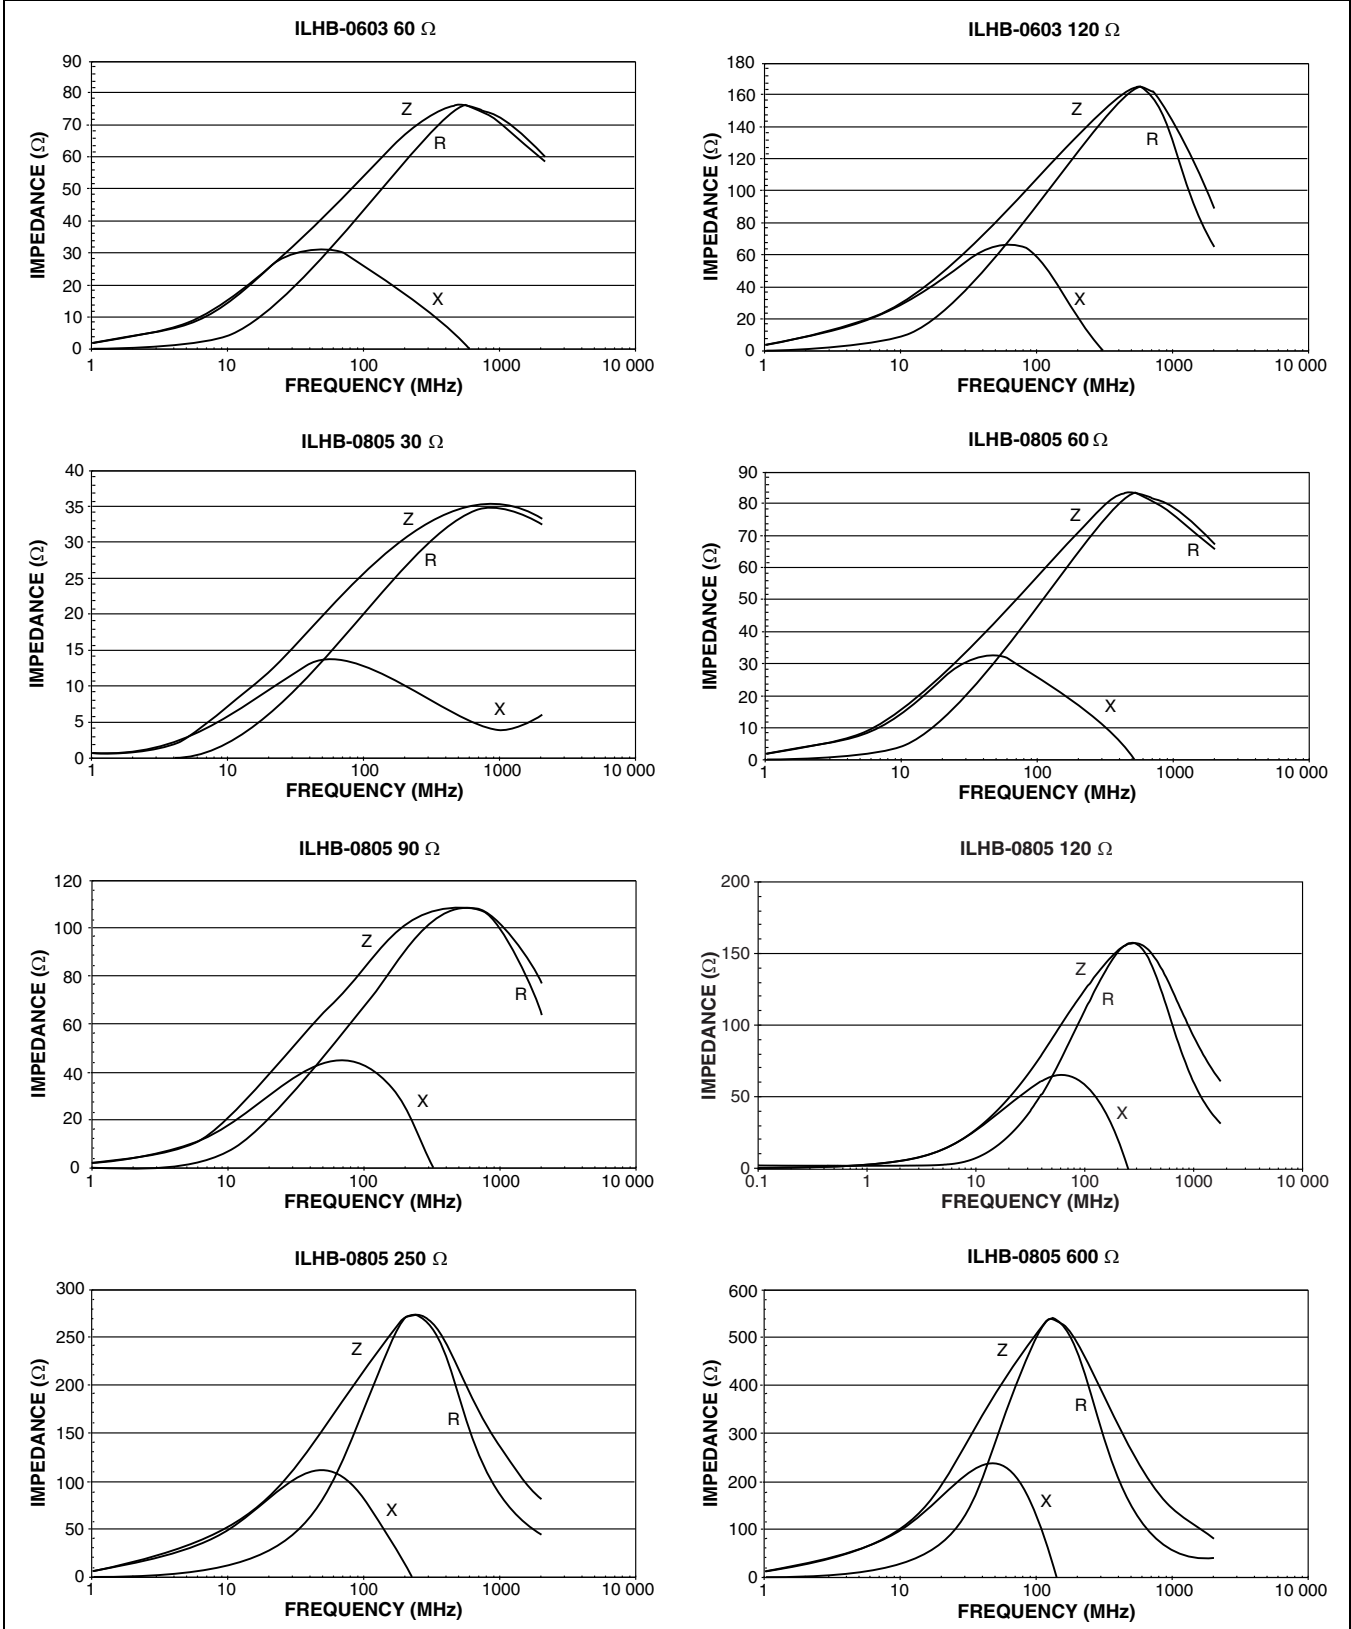 ILHB-0603 60 Ω
IMPEDANCE (Ω)
90
80
70
60
50
40
30
20
10
0
Z
R
X
1 10 100 1000 10 000
FREQUENCY (MHz)
ILHB-0603 120 Ω
IMPEDANCE (Ω)
180
160
140
120
100
80
60
40
20
0
Z
R
X
1 10 100 1000 10 000
FREQUENCY (MHz)
ILHB-0805 30 Ω
IMPEDANCE (Ω)
40
35
30
25
20
15
10
5
0
Z
R
X
1 10 100 1000 10 000
FREQUENCY (MHz)
ILHB-0805 60 Ω
IMPEDANCE (Ω)
90
80
70
60
50
40
30
20
10
0
Z
R
X
1 10 100 1000 10 000
FREQUENCY (MHz)
ILHB-0805 90 Ω
IMPEDANCE (Ω)
120
100
80
60
40
20
0
Z
R
X
1 10 100 1000 10 000
FREQUENCY (MHz)
ILHB-0805 120 Ω
IMPEDANCE (Ω)
200
150
100
50
0
Z
R
X
0.1 1 10 100 1000 10 000
FREQUENCY (MHz)
ILHB-0805 250 Ω
IMPEDANCE (Ω)
300
250
200
150
100
50
0
Z
R
X
1 10 100 1000 10 000
FREQUENCY (MHz)
ILHB-0805 600 Ω
IMPEDANCE (Ω)
600
500
400
300
200
100
0
Z
R
X
1 10 100 1000 10 000
FREQUENCY (MHz)